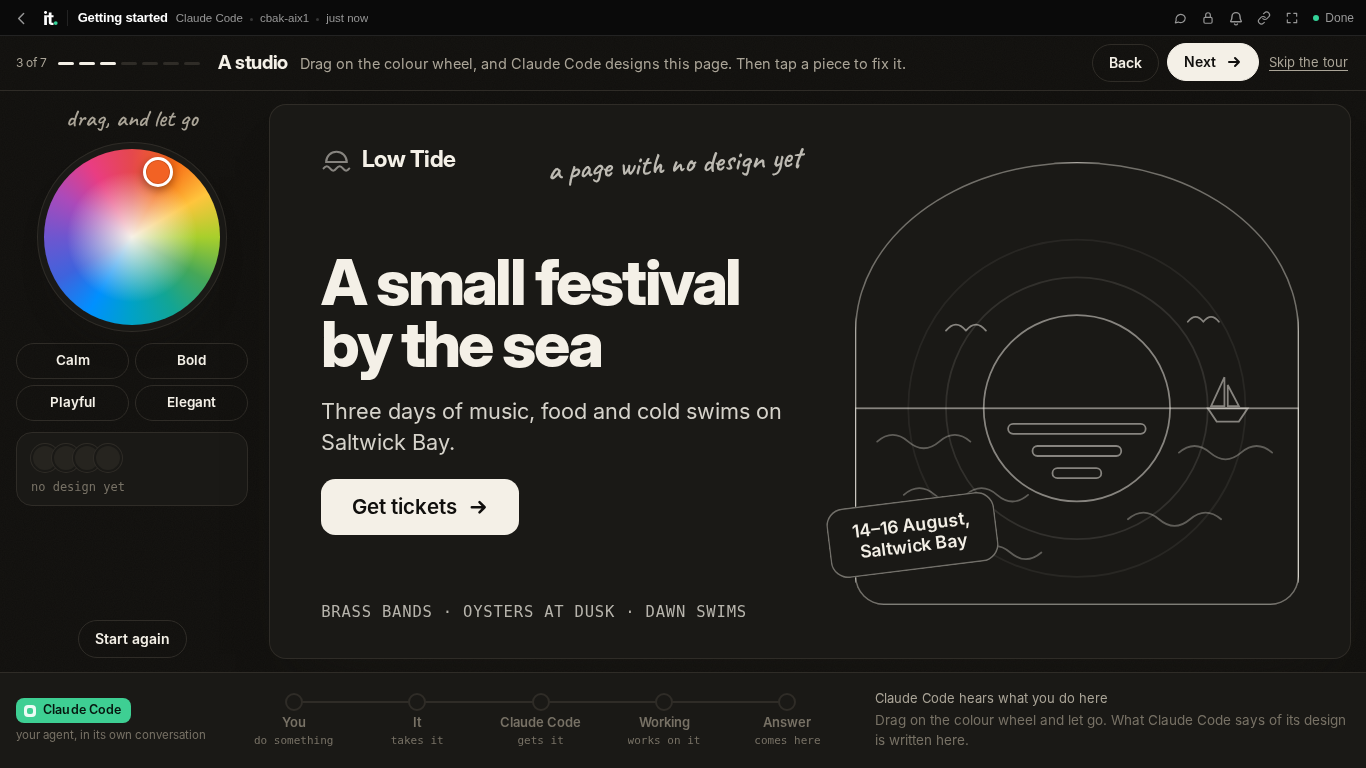 it.
Getting started Claude Code • cbak-aix1 • just now
Done
3 of 7
A studio Drag on the colour wheel, and Claude Code designs this page. Then tap a piece to fix it.
Back
Next
Skip the tour
drag, and let go
Calm
Bold
Playful
Elegant
no design yet
Start again
Low Tide
a page with no design yet
A small festival
by the sea
Three days of music, food and cold swims on
Saltwick Bay.
Get tickets
14–16 August,
Saltwick Bay
BRASS BANDS · OYSTERS AT DUSK · DAWN SWIMS
Claude Code
your agent, in its own conversation
You
do something
It
takes it
Claude Code
gets it
Working
works on it
Answer
comes here
Claude Code hears what you do here
Drag on the colour wheel and let go. What Claude Code says of its design
is written here.